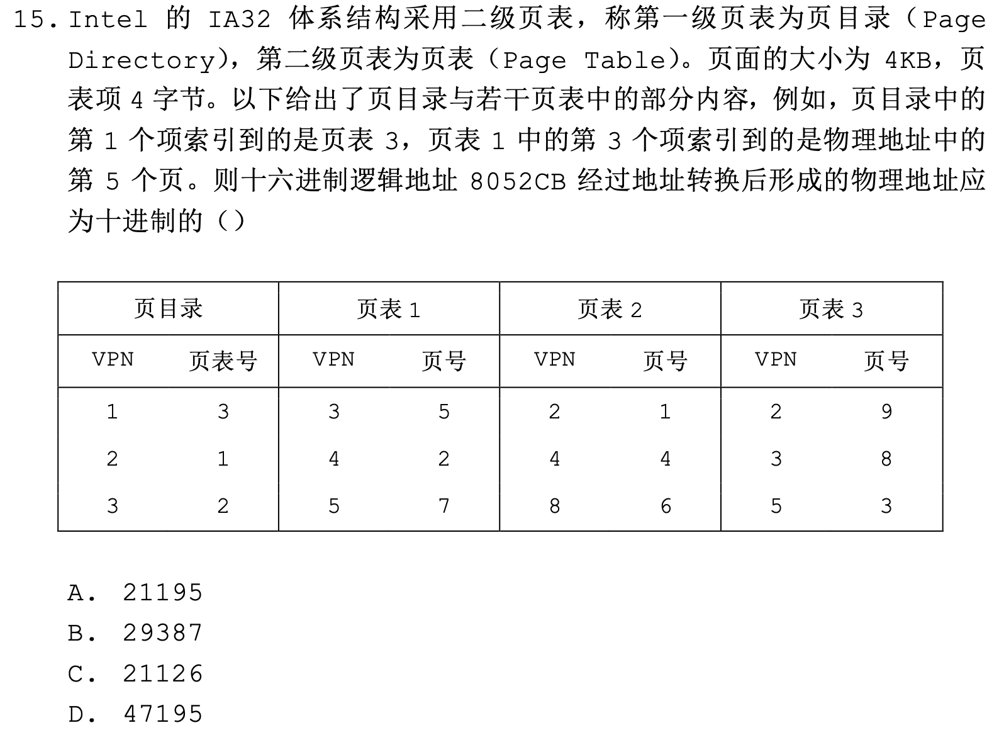 15. Intel 的 IA32 体系结构采用二级页表，称第一级页表为页目录（Page
Directory），第二级页表为页表（Page Table）。页面的大小为 4KB，页
表项 4 字节。以下给出了页目录与若干页表中的部分内容，例如，页目录中的
第 1 个项索引到的是页表 3，页表 1 中的第 3 个项索引到的是物理地址中的
第 5 个页。则十六进制逻辑地址 8052CB 经过地址转换后形成的物理地址应
为十进制的（）
页目录 页表 1 页表 2 页表 3
VPN 页表号 VPN 页号 VPN 页号 VPN 页号
1 3 3 5 2 1 2 9
2 1 4 2 4 4 3 8
3 2 5 7 8 6 5 3
A. 21195
B. 29387
C. 21126
D. 47195